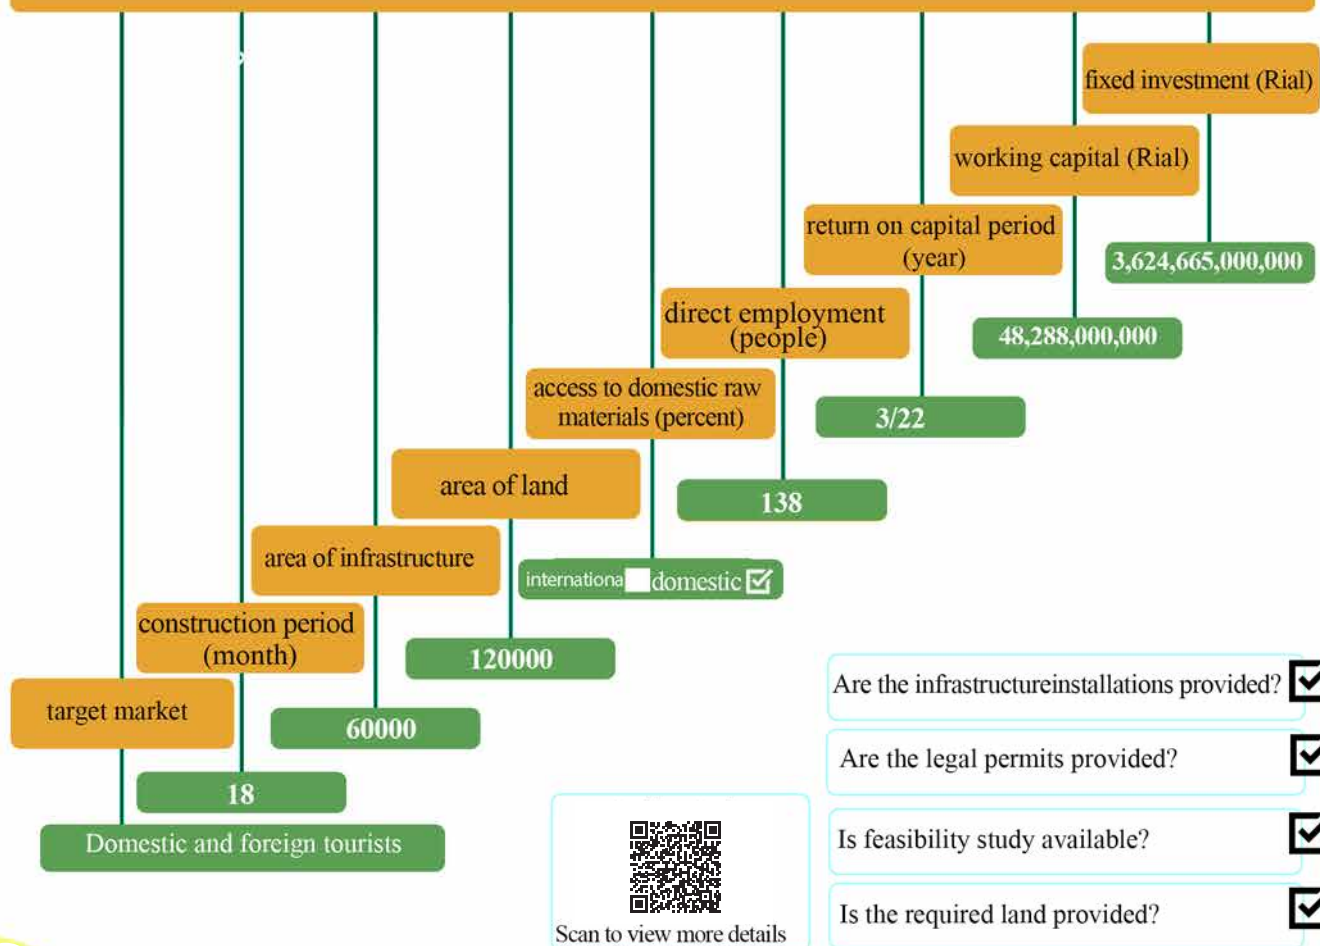 fixed investment (Rial)
3,624,665,000,000
working capital (Rial)
48,288,000,000
return on capital period
(year)
3/22
direct employment
(people)
138
access to domestic raw
materials (percent)
internationa domestic
area of land
120000
area of infrastructure
60000
construction period
(month)
18
target market
Domestic and foreign tourists
Are the infrastructureinstallations provided?
Are the legal permits provided?
Is feasibility study available?
Is the required land provided?
Scan to view more details